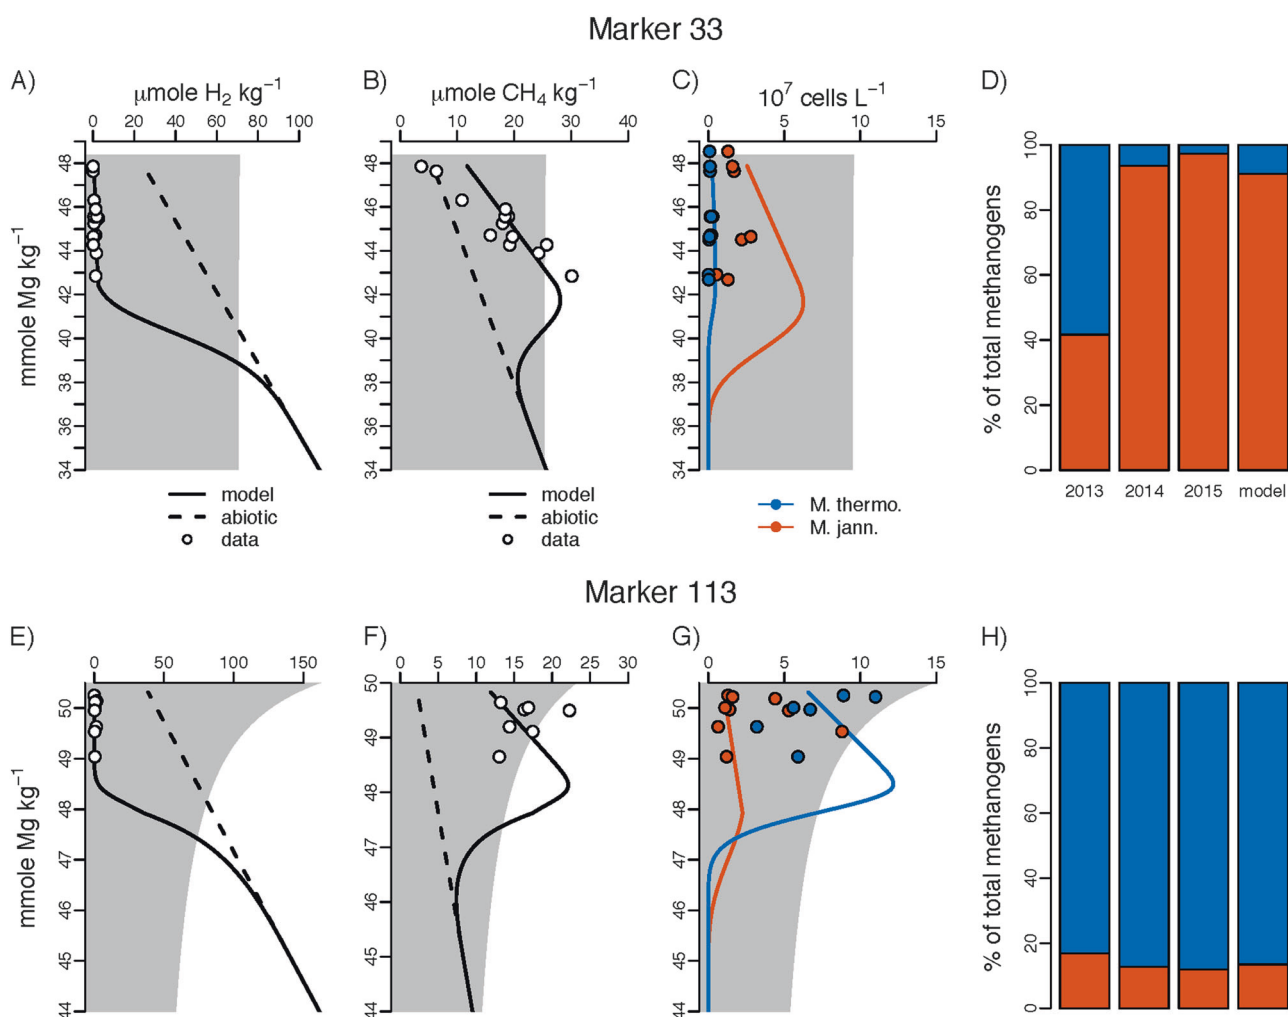 Marker 33
A)
μmole H2 kg−1
0 20 40 60 80 100
mmole Mg kg−1
48
46
44
42
40
38
36
34
model
abiotic
data
B)
μmole CH4 kg−1
0 10 20 30 40
48
46
44
42
40
38
36
34
model
abiotic
data
C)
10⁷ cells L−1
0 5 10 15
48
46
44
42
40
38
36
34
M. thermo.
M. jann.
D)
% of total methanogens
100
80
60
40
20
0
2013 2014 2015 model
Marker 113
E)
0 50 100 150
mmole Mg kg−1
50
49
48
47
46
45
44
F)
0 5 10 15 20 25 30
50
49
48
47
46
45
44
G)
0 5 10 15
50
49
48
47
46
45
44
H)
% of total methanogens
100
80
60
40
20
0